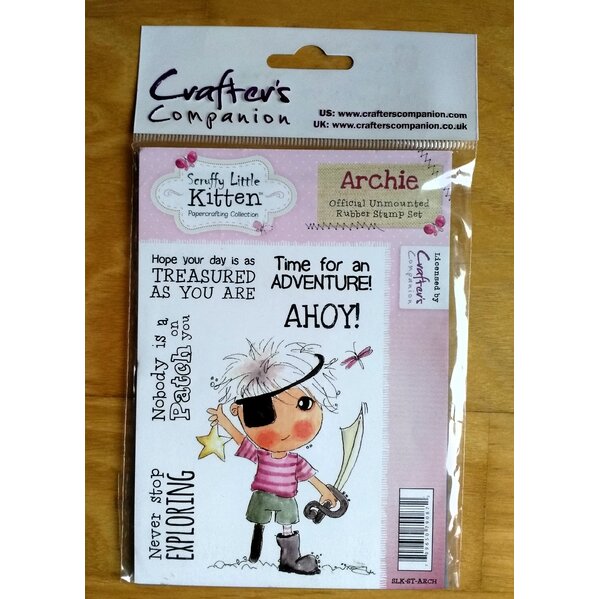 Crafter's
Companion
US: www.crafterscompanion.com
UK: www.crafterscompanion.co.uk
Scruffy Little
Kitten
Papercrafting Collection
Archie
Official Unmounted
Rubber Stamp Set
Licensed by
Crafter's
Companion
Hope your day is as
TREASURED
AS YOU ARE
Time for an
ADVENTURE!
AHOY!
Nobody is a
Patch on
you
Never stop
EXPLORING
SLK-ST-ARCH